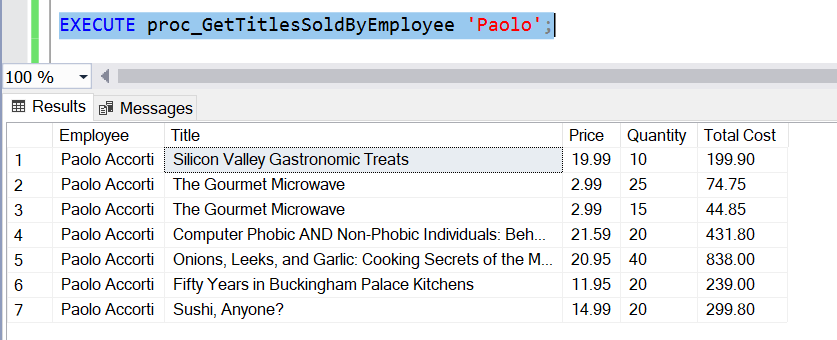 EXECUTE proc_GetTitlesSoldByEmployee 'Paolo';
100 %
Results Messages
Employee Title Price Quantity Total Cost
1 Paolo Accorti Silicon Valley Gastronomic Treats 19.99 10 199.90
2 Paolo Accorti The Gourmet Microwave 2.99 25 74.75
3 Paolo Accorti The Gourmet Microwave 2.99 15 44.85
4 Paolo Accorti Computer Phobic AND Non-Phobic Individuals: Beh... 21.59 20 431.80
5 Paolo Accorti Onions, Leeks, and Garlic: Cooking Secrets of the M... 20.95 40 838.00
6 Paolo Accorti Fifty Years in Buckingham Palace Kitchens 11.95 20 239.00
7 Paolo Accorti Sushi, Anyone? 14.99 20 299.80